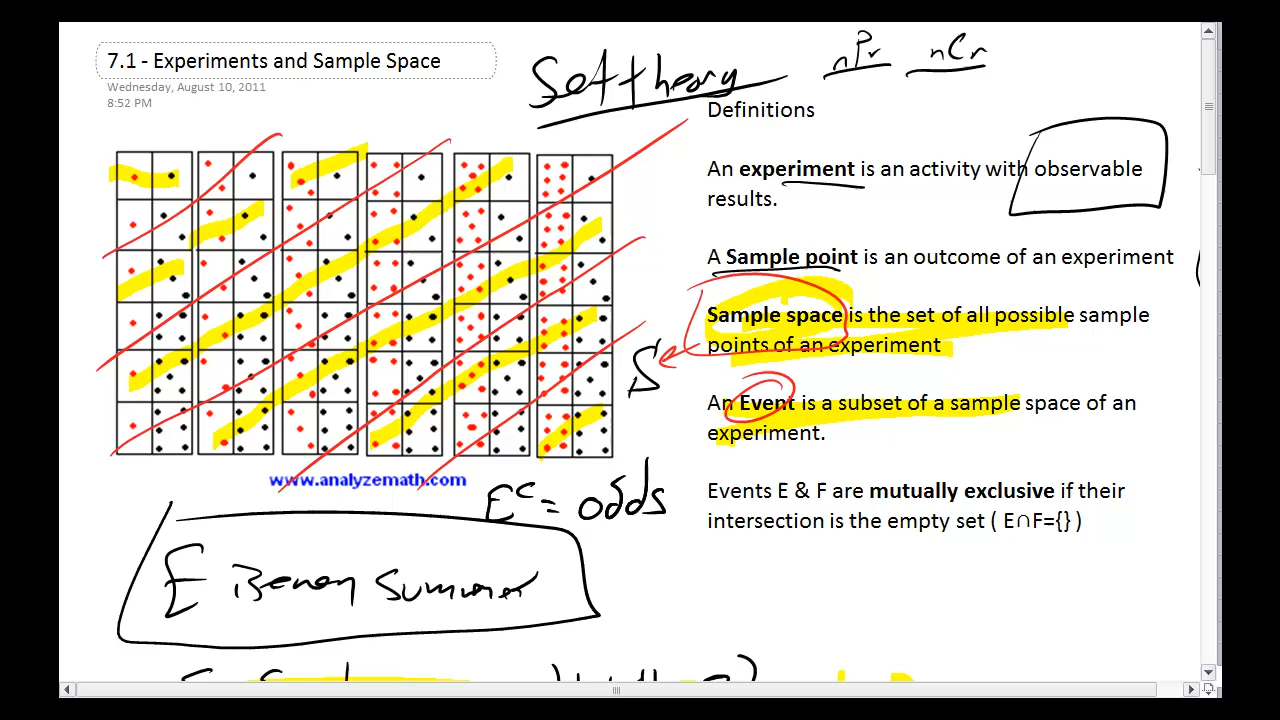 7.1 - Experiments and Sample Space
Wednesday, August 10, 2011
8:52 PM
Set theory
nPr nCr
Definitions
An experiment is an activity with observable
results.
A Sample point is an outcome of an experiment
Sample space is the set of all possible sample
points of an experiment
S
An Event is a subset of a sample space of an
experiment.
www.analyzemath.com
E^c = odds
Events E & F are mutually exclusive if their
intersection is the empty set ( E∩F={} )
E